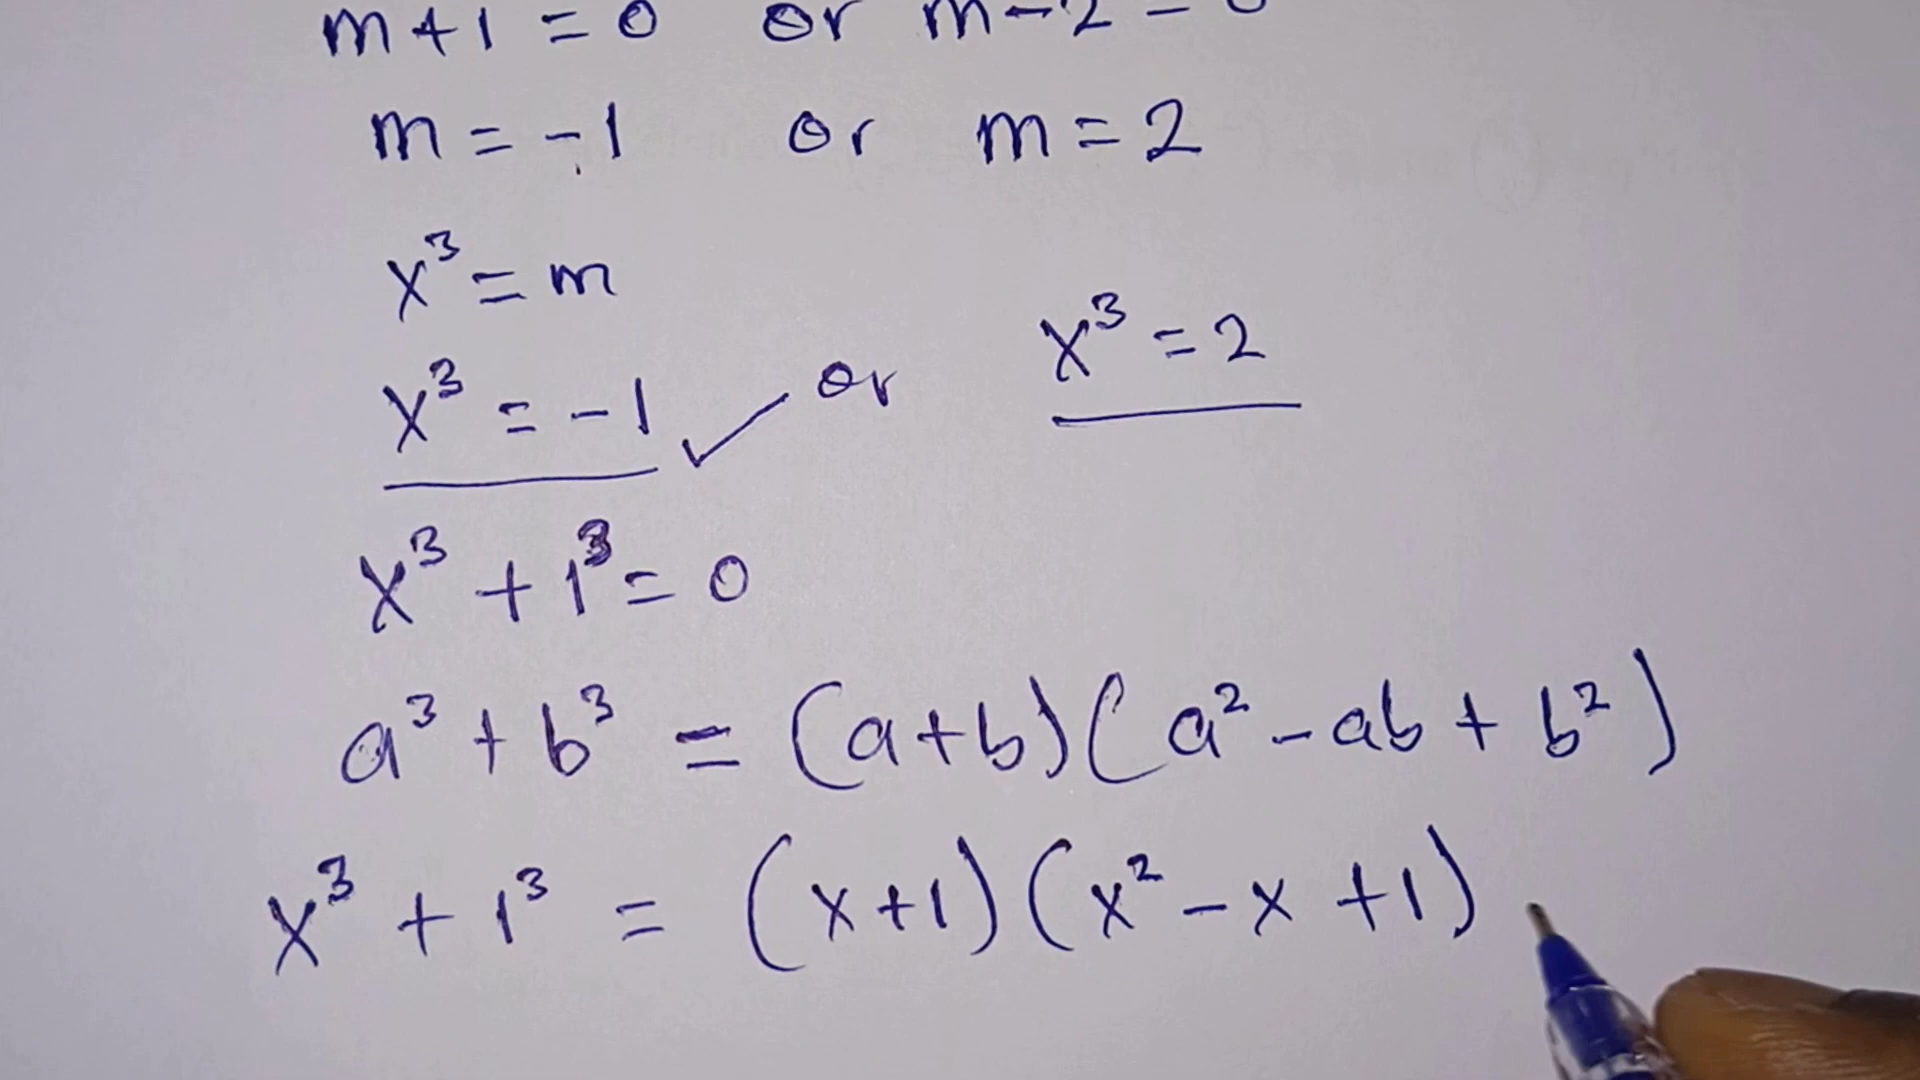 m+1 = 0 or m-2 = 0
m = -1 or m = 2
x³ = m
x³ = -1 ✓ or x³ = 2
x³ + 1³ = 0
a³ + b³ = (a+b)(a² - ab + b²)
x³ + 1³ = (x+1)(x² - x + 1)